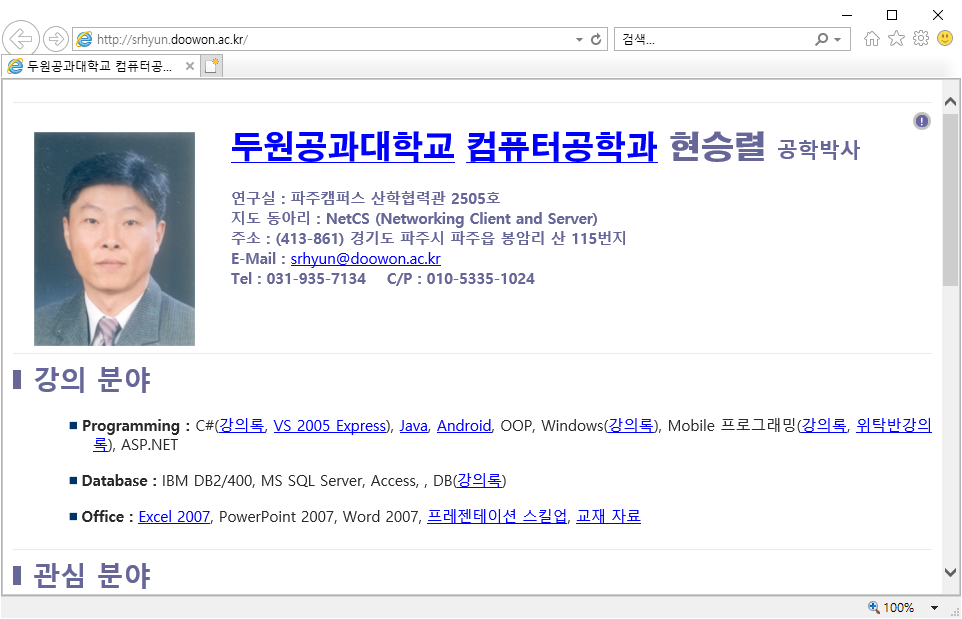 http://srhyun.doowon.ac.kr/
검색...
두원공과대학교 컴퓨터공...
두원공과대학교 컴퓨터공학과 현승렬 공학박사
연구실 : 파주캠퍼스 산학협력관 2505호
지도 동아리 : NetCS (Networking Client and Server)
주소 : (413-861) 경기도 파주시 파주읍 봉암리 산 115번지
E-Mail : srhyun@doowon.ac.kr
Tel : 031-935-7134 C/P : 010-5335-1024
강의 분야
Programming : C#(강의록, VS 2005 Express), Java, Android, OOP, Windows(강의록), Mobile 프로그래밍(강의록, 위탁반강의
록), ASP.NET
Database : IBM DB2/400, MS SQL Server, Access, , DB(강의록)
Office : Excel 2007, PowerPoint 2007, Word 2007, 프레젠테이션 스킬업, 교재 자료
관심 분야
100%